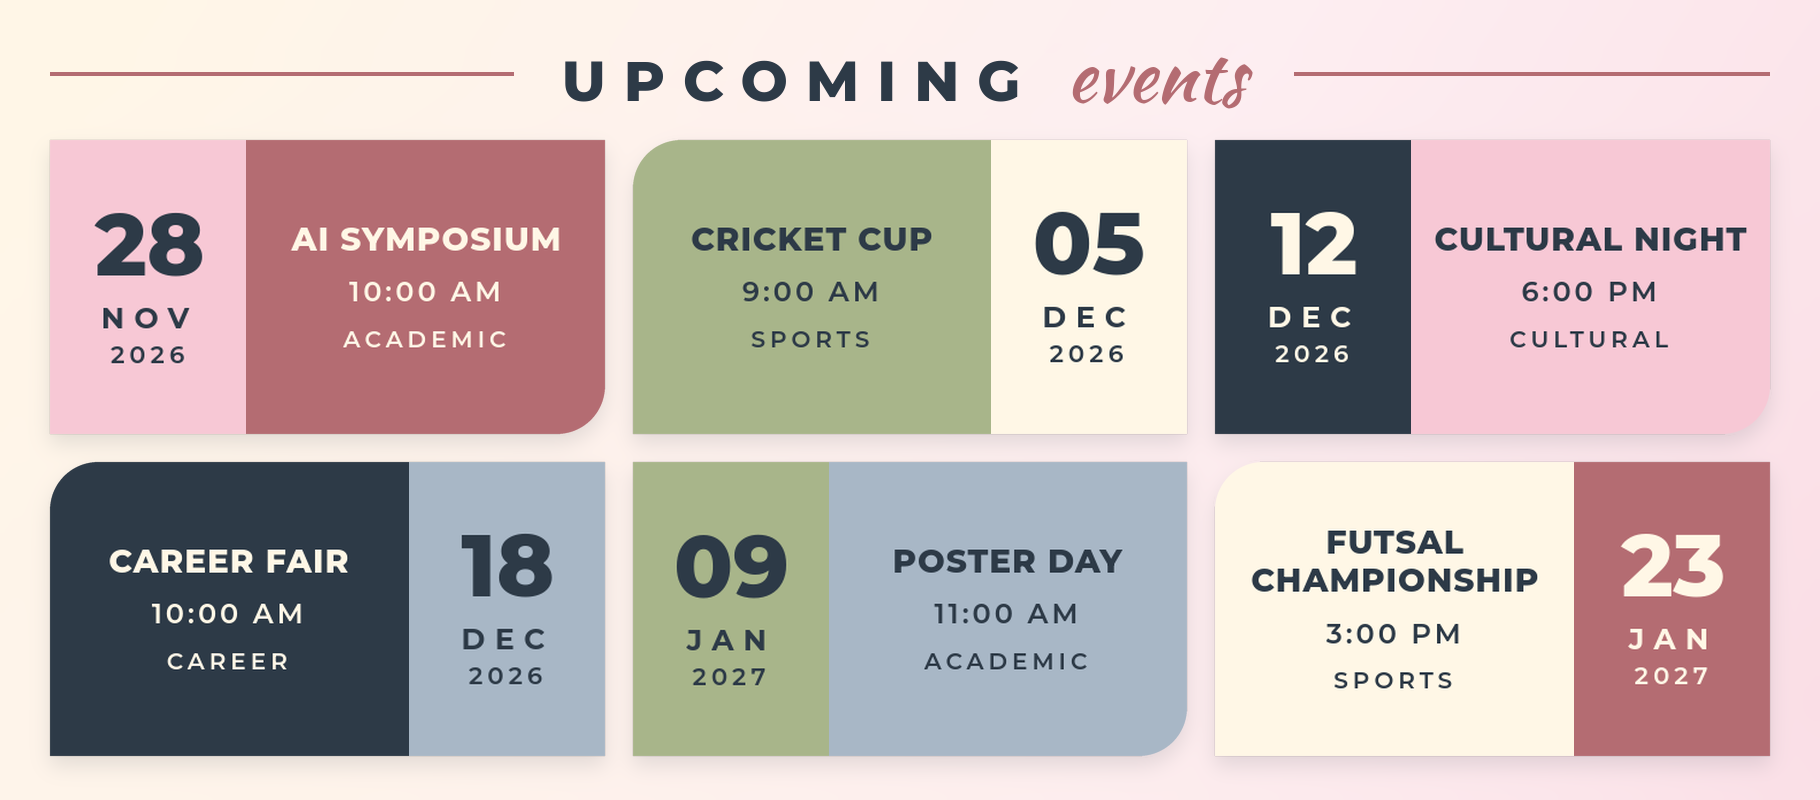 UPCOMING events
28
NOV
2026
AI SYMPOSIUM
10:00 AM
ACADEMIC
CRICKET CUP
9:00 AM
SPORTS
05
DEC
2026
12
DEC
2026
CULTURAL NIGHT
6:00 PM
CULTURAL
CAREER FAIR
10:00 AM
CAREER
18
DEC
2026
09
JAN
2027
POSTER DAY
11:00 AM
ACADEMIC
FUTSAL
CHAMPIONSHIP
3:00 PM
SPORTS
23
JAN
2027